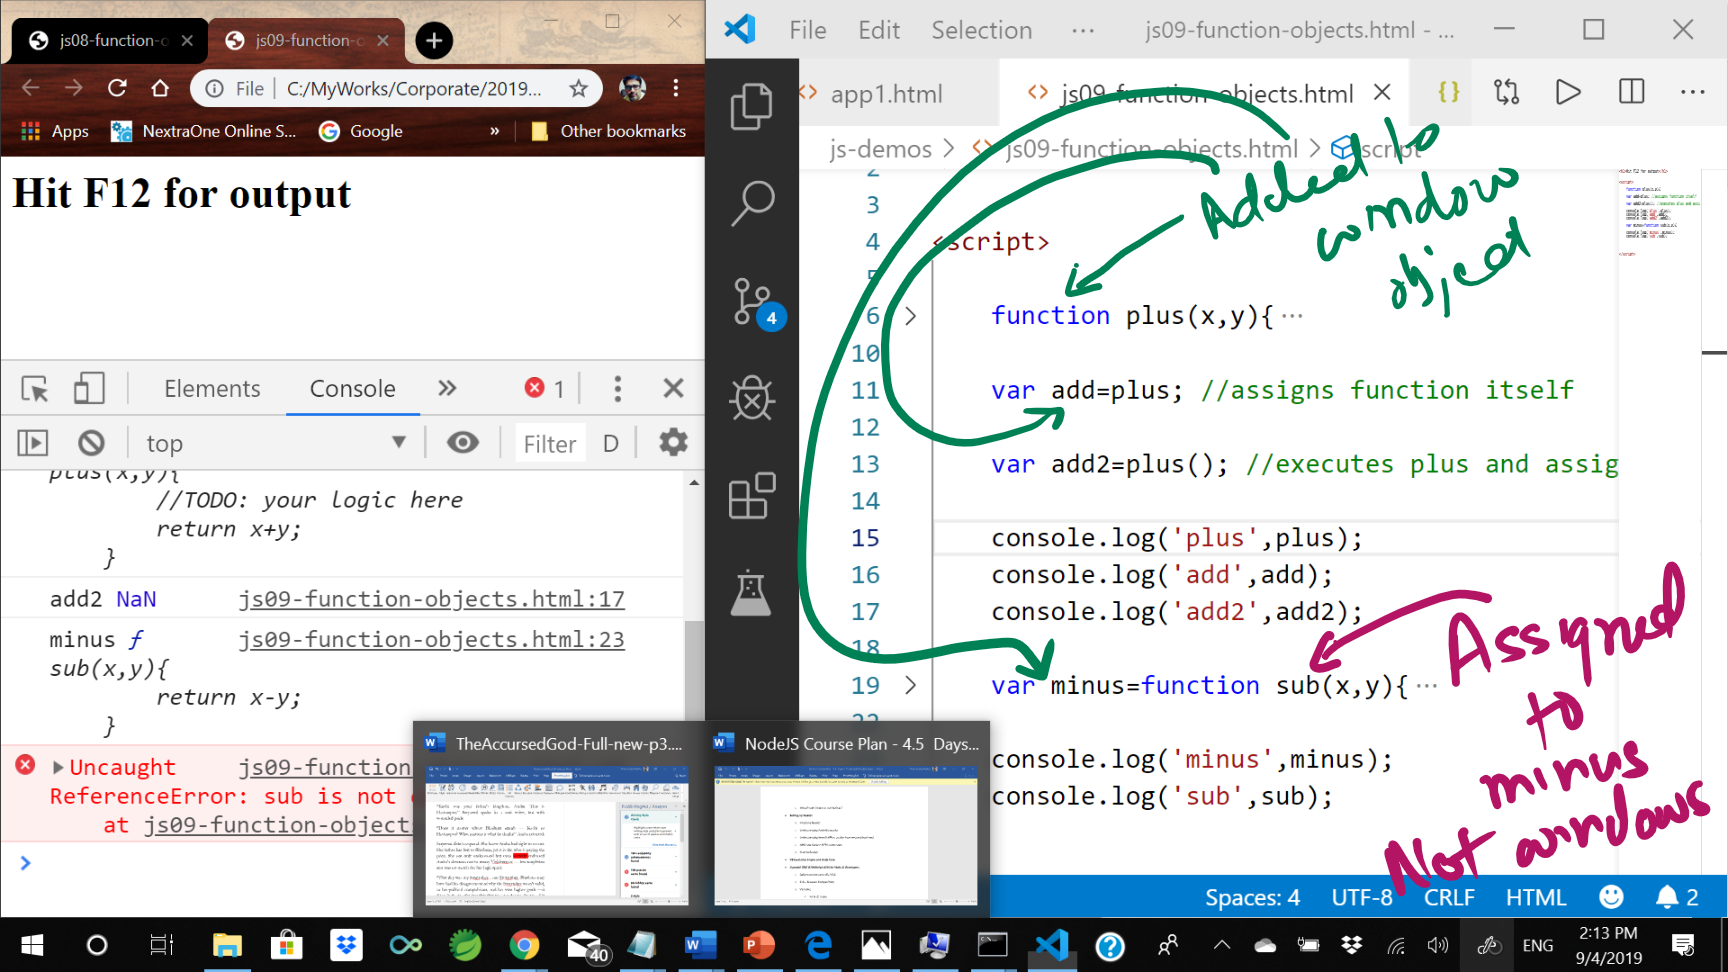 js08-function-o
js09-function-o
File
C:/MyWorks/Corporate/2019...
Apps
NextraOne Online S...
Google
»
Other bookmarks
Hit F12 for output
Elements
Console
1
top
Filter
D
plus(x,y){
//TODO: your logic here
return x+y;
}
add2 NaN js09-function-objects.html:17
minus ƒ js09-function-objects.html:23
sub(x,y){
return x-y;
}
Uncaught js09-function
ReferenceError: sub is not
at js09-function-object
TheAccursedGod-Full-new-p3....
NodeJS Course Plan - 4.5 Days...
File Edit Selection ... js09-function-objects.html - ...
app1.html
js09-function-objects.html
js-demos > js09-function-objects.html > script
4
2
3
4 <script>
5
6 function plus(x,y){...
10
11 var add=plus; //assigns function itself
12
13 var add2=plus(); //executes plus and assig
14
15 console.log('plus',plus);
16 console.log('add',add);
17 console.log('add2',add2);
18
19 var minus=function sub(x,y){...
22
console.log('minus',minus);
console.log('sub',sub);
Added to
window
object
Assigned
to
minus
Not windows
Spaces: 4 UTF-8 CRLF HTML 2
40
ENG
2:13 PM
9/4/2019